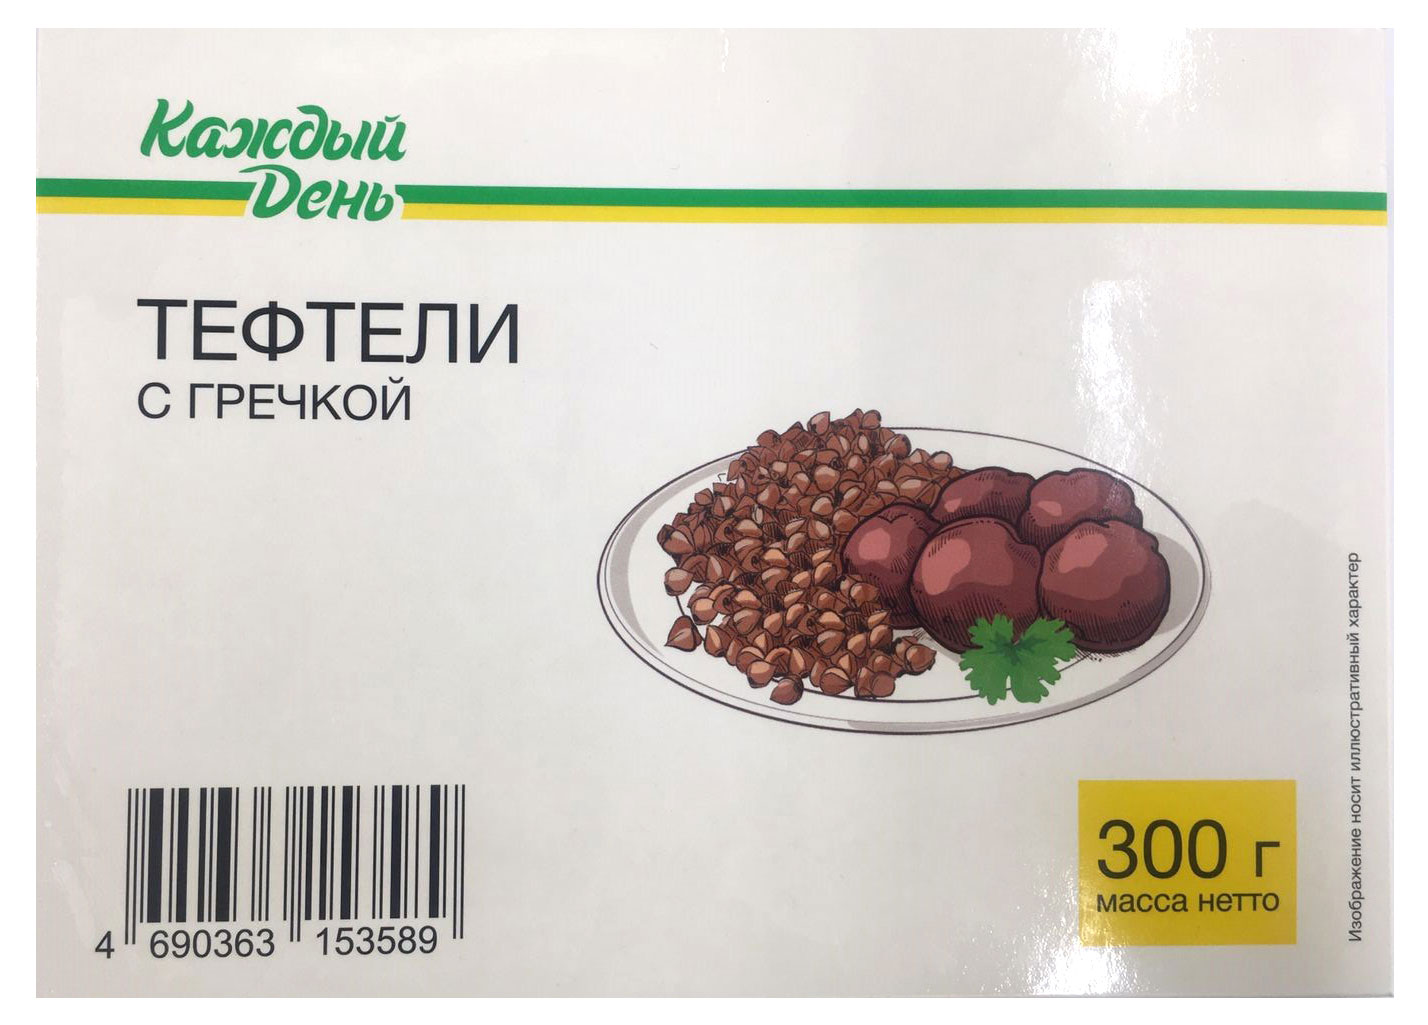 Каждый
День
ТЕФТЕЛИ
С ГРЕЧКОЙ
300 г
масса нетто
Изображение носит иллюстративный характер
4 690363 153589